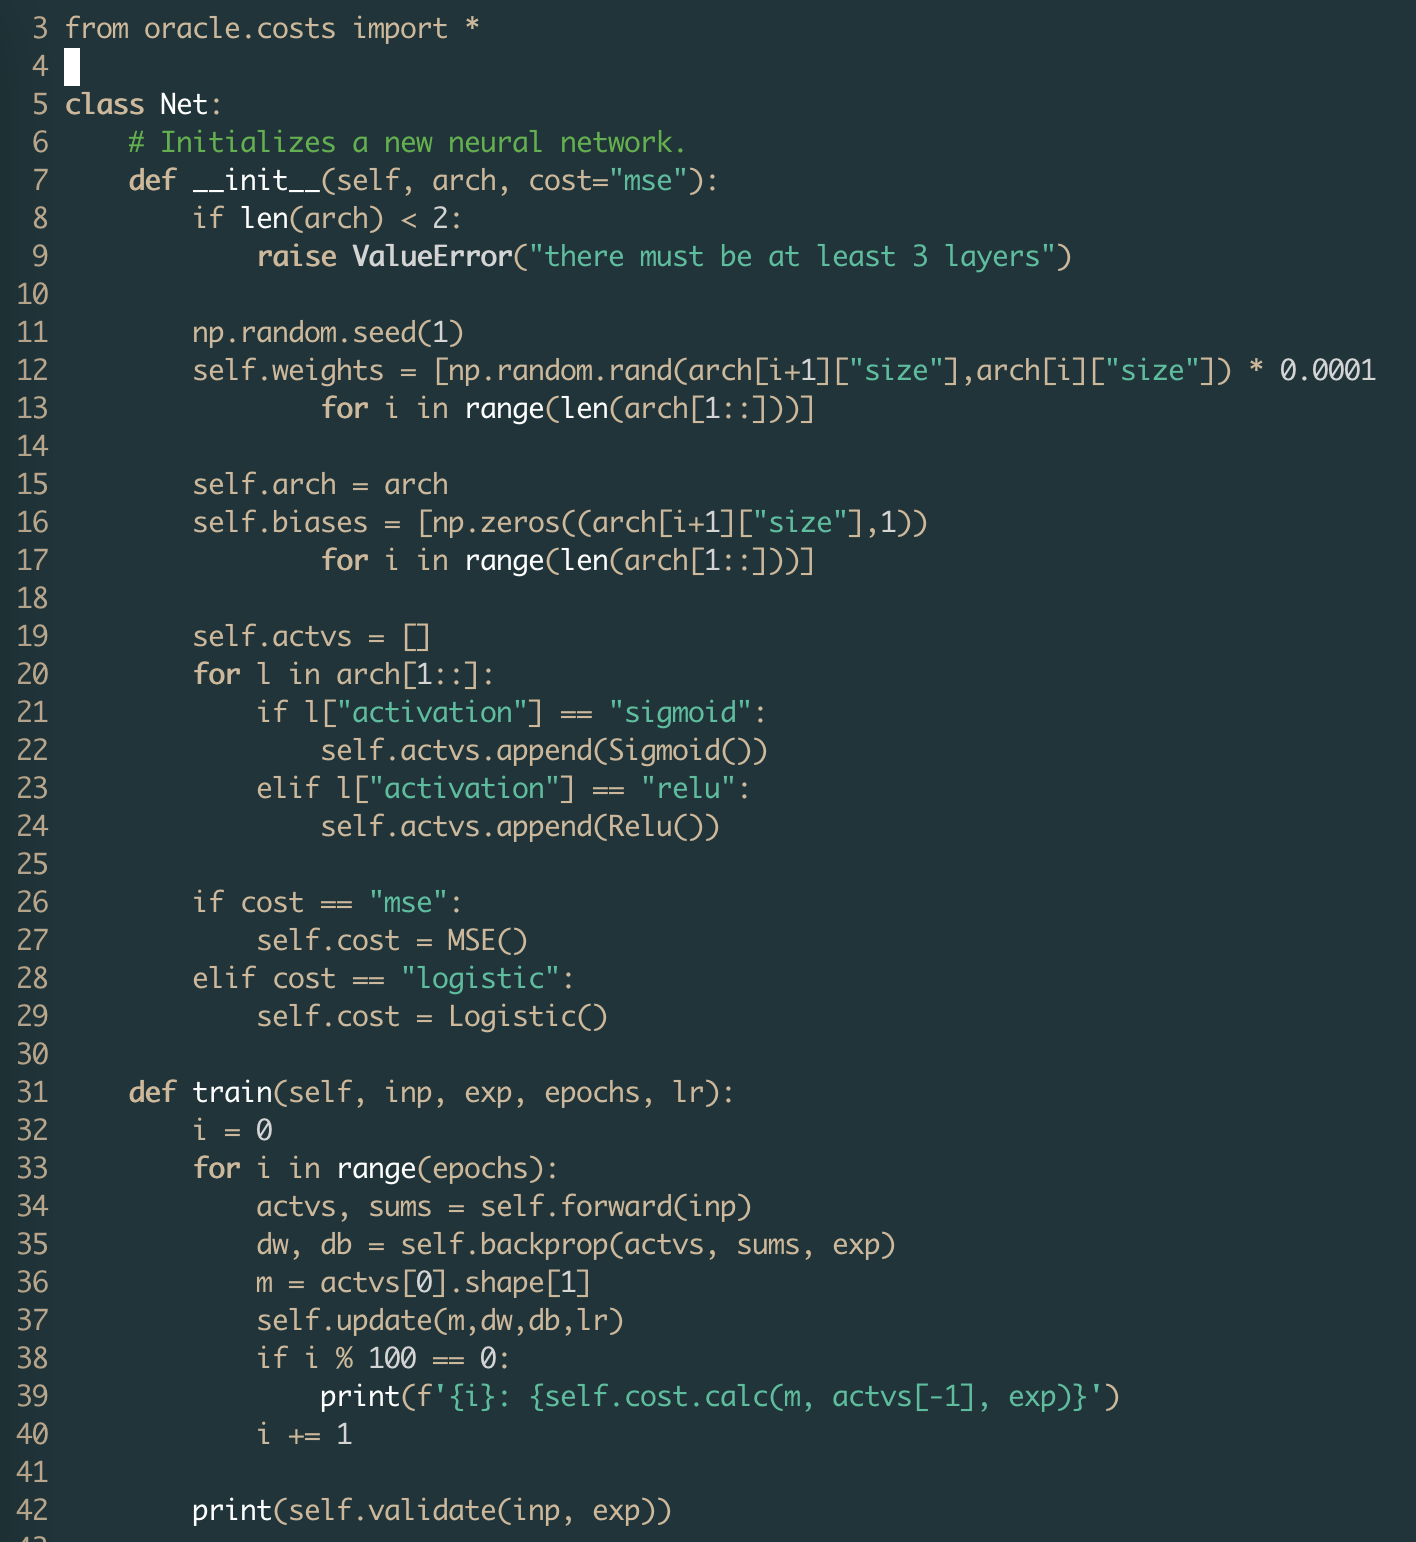 3 from oracle.costs import *
4
5 class Net:
6     # Initializes a new neural network.
7     def __init__(self, arch, cost="mse"):
8         if len(arch) < 2:
9             raise ValueError("there must be at least 3 layers")
10
11         np.random.seed(1)
12         self.weights = [np.random.rand(arch[i+1]["size"],arch[i]["size"]) * 0.0001
13                 for i in range(len(arch[1::]))]
14
15         self.arch = arch
16         self.biases = [np.zeros((arch[i+1]["size"],1))
17                 for i in range(len(arch[1::]))]
18
19         self.actvs = []
20         for l in arch[1::]:
21             if l["activation"] == "sigmoid":
22                 self.actvs.append(Sigmoid())
23             elif l["activation"] == "relu":
24                 self.actvs.append(Relu())
25
26         if cost == "mse":
27             self.cost = MSE()
28         elif cost == "logistic":
29             self.cost = Logistic()
30
31     def train(self, inp, exp, epochs, lr):
32         i = 0
33         for i in range(epochs):
34             actvs, sums = self.forward(inp)
35             dw, db = self.backprop(actvs, sums, exp)
36             m = actvs[0].shape[1]
37             self.update(m,dw,db,lr)
38             if i % 100 == 0:
39                 print(f'{i}: {self.cost.calc(m, actvs[-1], exp)}')
40             i += 1
41
42         print(self.validate(inp, exp))